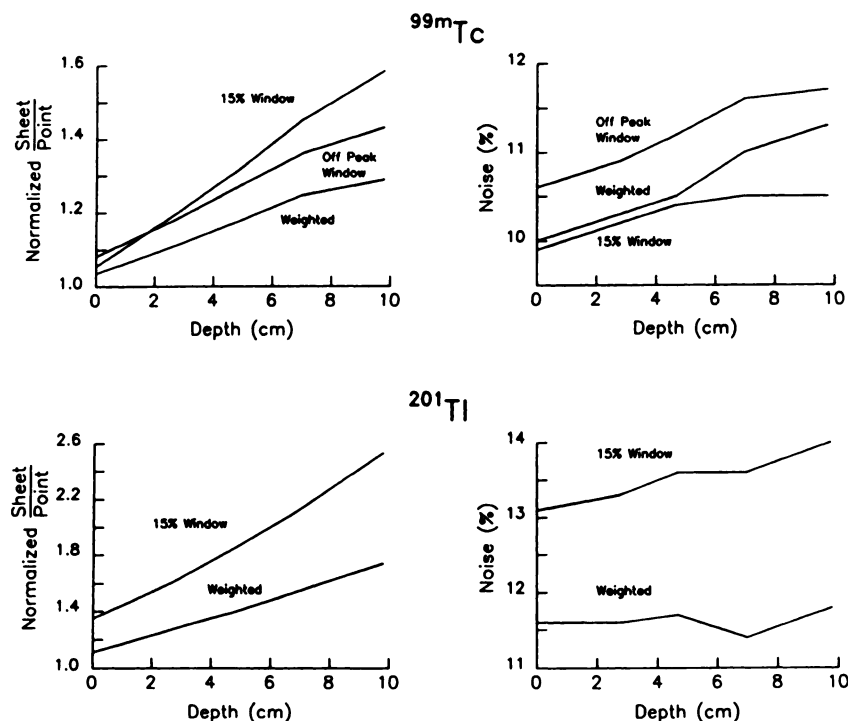 99mTc
1.6
1.4
1.2
1.0
Normalized Sheet
Point
15% Window
Off Peak
Window
Weighted
0 2 4 6 8 10
Depth (cm)
12
11
10
Noise (%)
Off Peak
Window
Weighted
15% Window
0 2 4 6 8 10
Depth (cm)
201Tl
2.6
2.2
1.8
1.4
1.0
Normalized Sheet
Point
15% Window
Weighted
0 2 4 6 8 10
Depth (cm)
14
13
12
11
Noise (%)
15% Window
Weighted
0 2 4 6 8 10
Depth (cm)